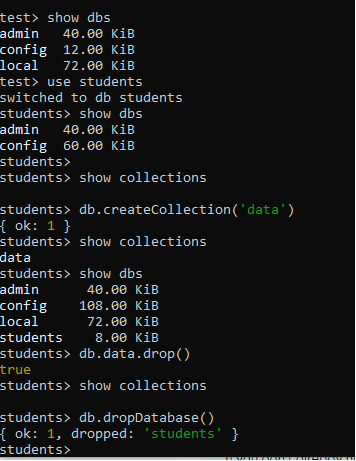 test> show dbs
admin   40.00 KiB
config  12.00 KiB
local   72.00 KiB
test> use students
switched to db students
students> show dbs
admin   40.00 KiB
config  60.00 KiB
students>
students> show collections
students> db.createCollection('data')
{ ok: 1 }
students> show collections
data
students> show dbs
admin      40.00 KiB
config    108.00 KiB
local      72.00 KiB
students    8.00 KiB
students> db.data.drop()
true
students> show collections
students> db.dropDatabase()
{ ok: 1, dropped: 'students' }
students>